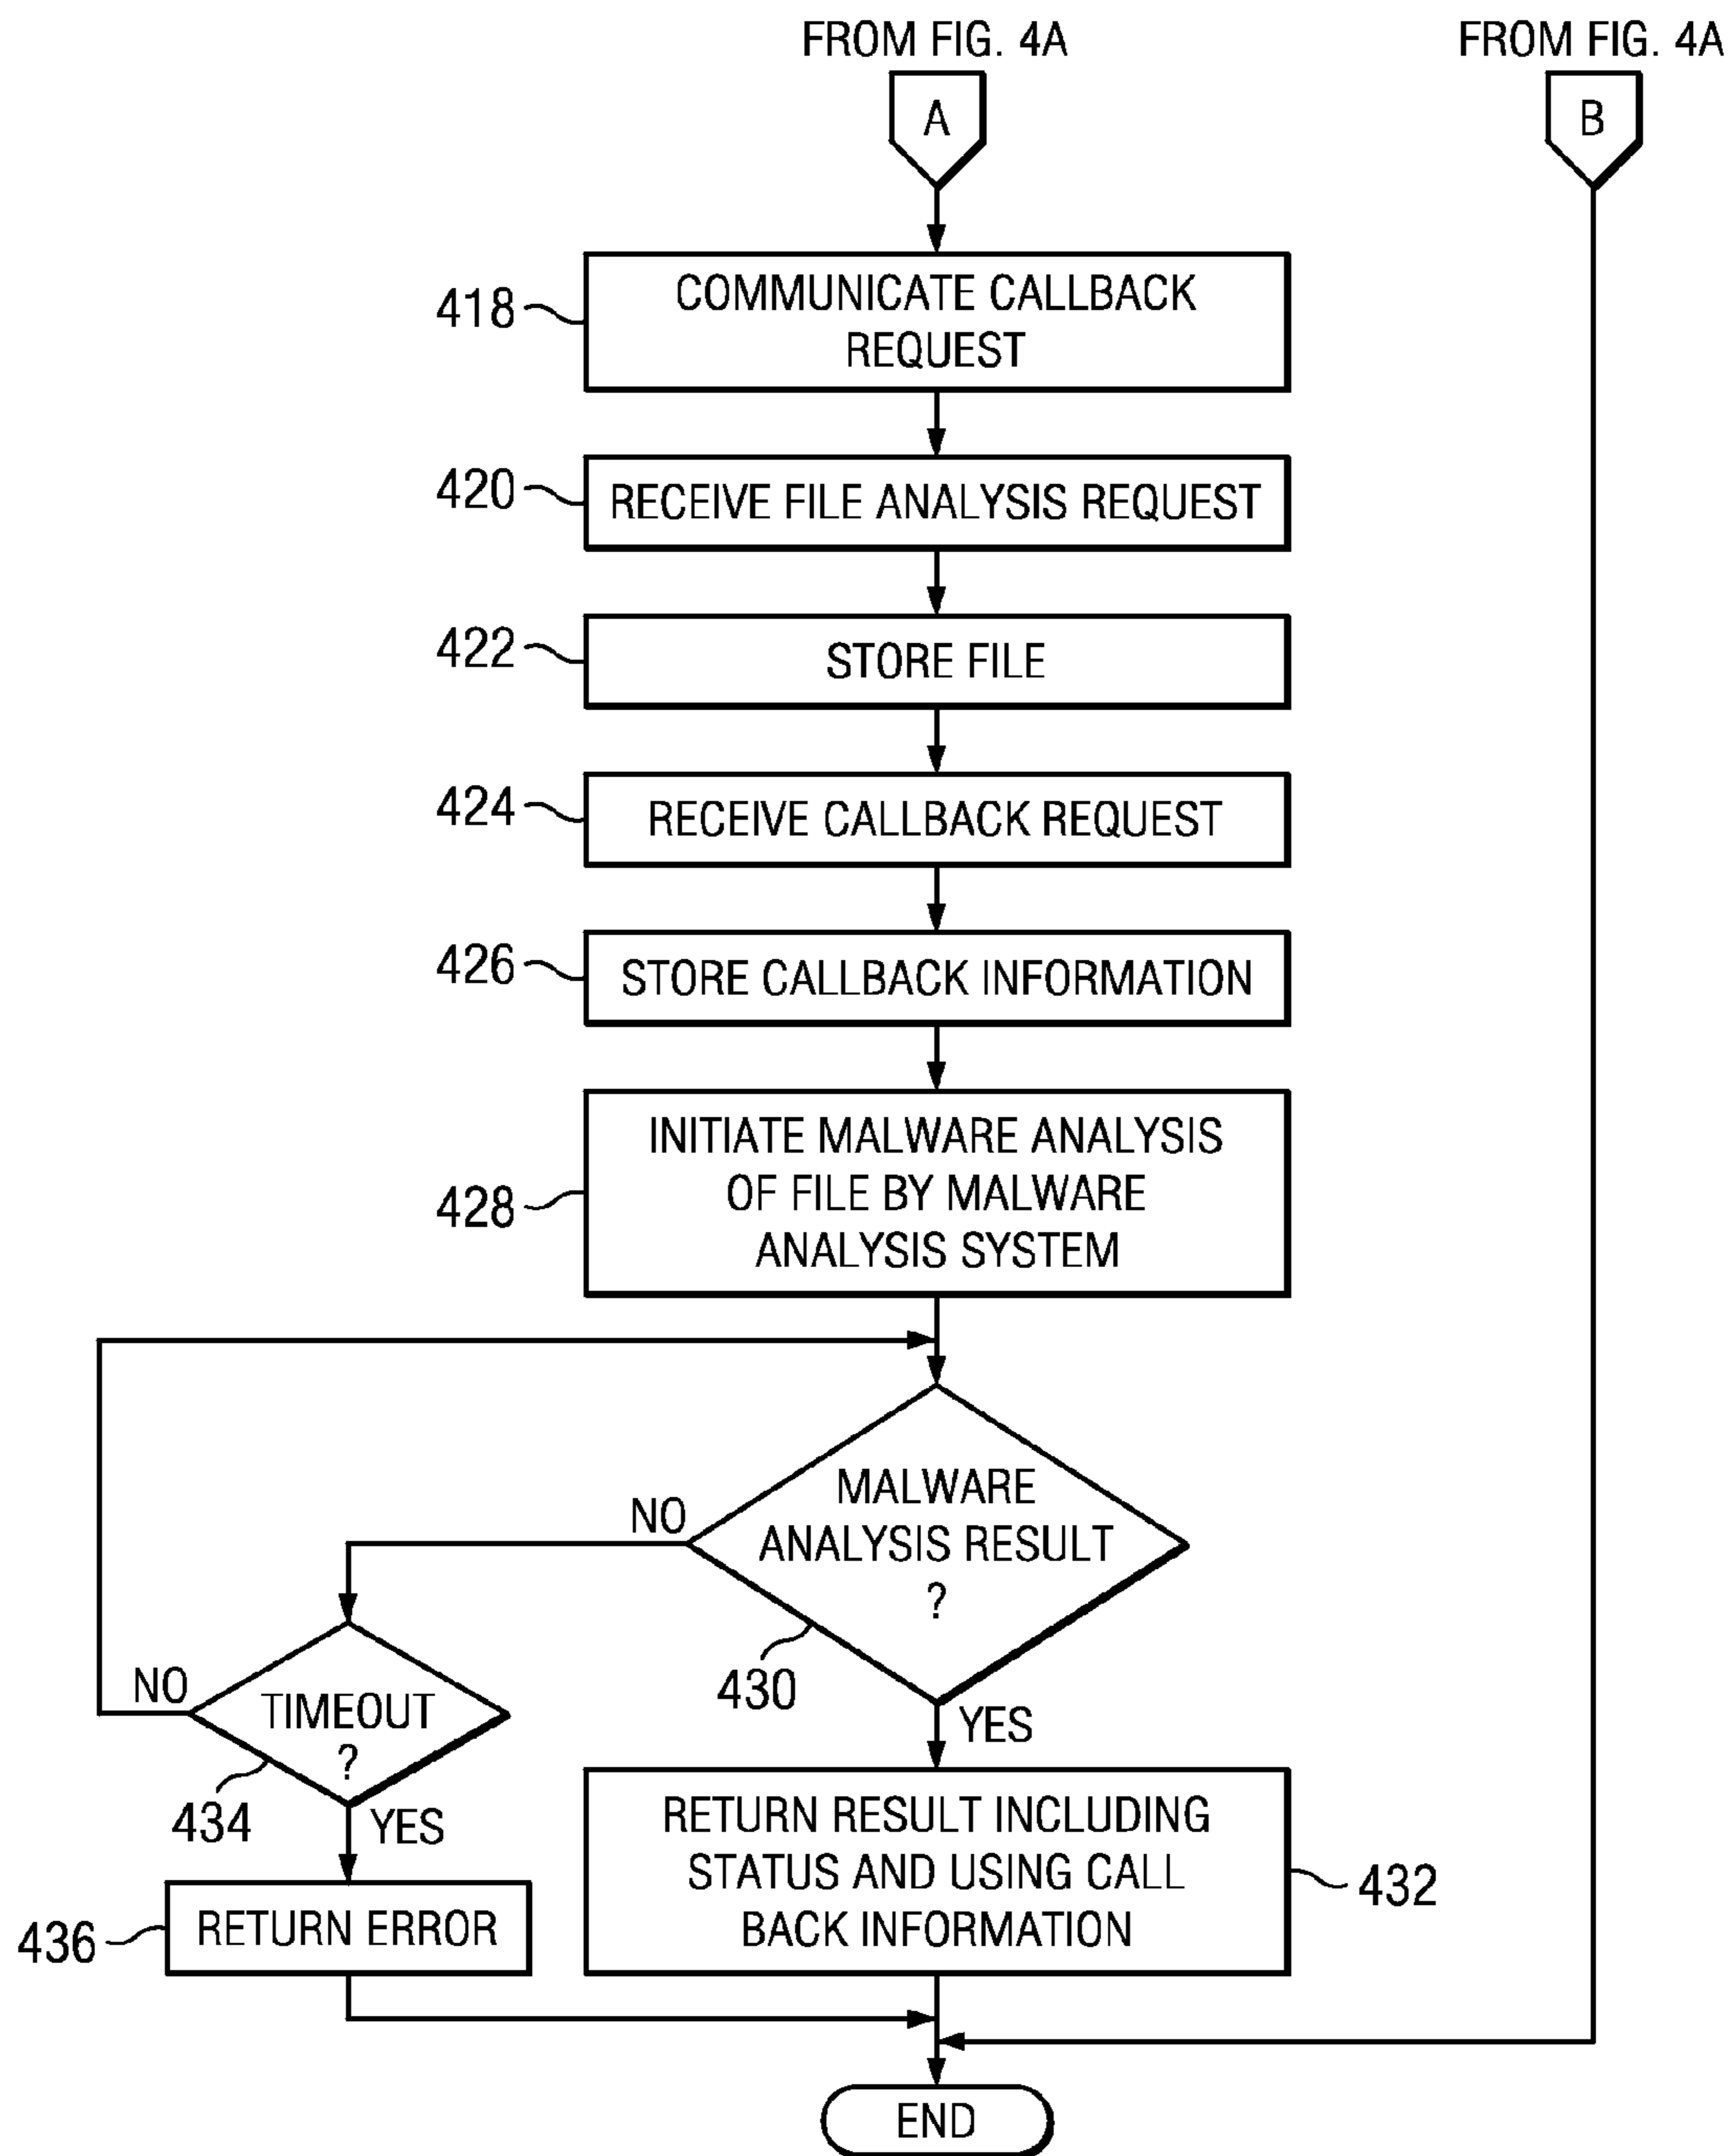 FROM FIG. 4A
FROM FIG. 4A
A
B
418
COMMUNICATE CALLBACK
REQUEST
420
RECEIVE FILE ANALYSIS REQUEST
422
STORE FILE
424
RECEIVE CALLBACK REQUEST
426
STORE CALLBACK INFORMATION
428
INITIATE MALWARE ANALYSIS
OF FILE BY MALWARE
ANALYSIS SYSTEM
NO
MALWARE
ANALYSIS RESULT
?
430
YES
NO
TIMEOUT
?
434
YES
RETURN RESULT INCLUDING
STATUS AND USING CALL
BACK INFORMATION
432
436
RETURN ERROR
END